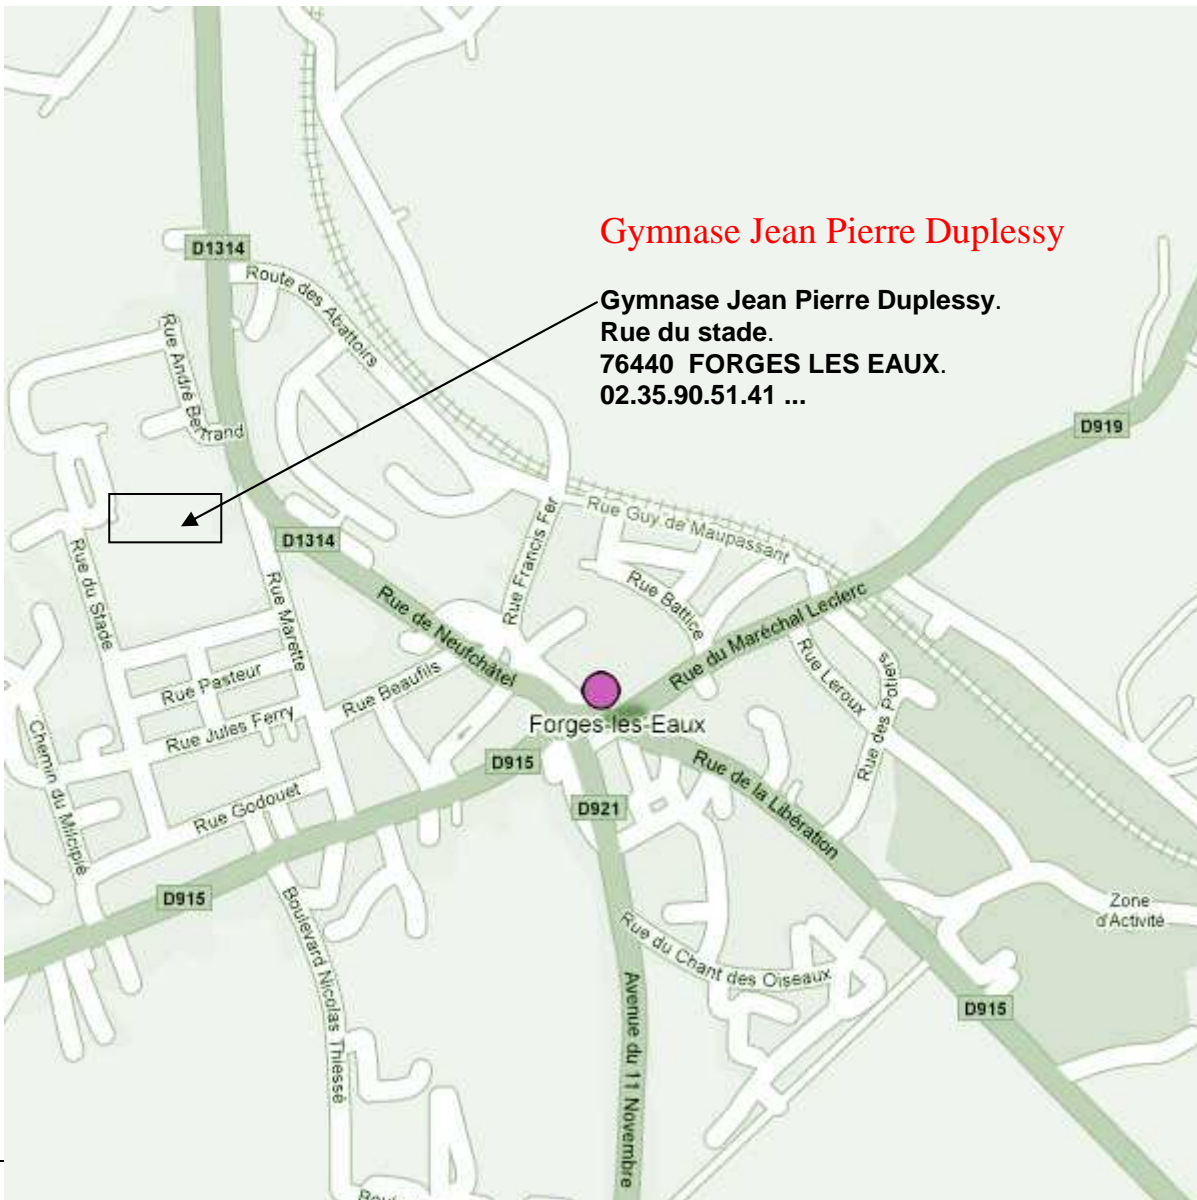 Gymnase Jean Pierre Duplessy
Gymnase Jean Pierre Duplessy.
Rue du stade.
76440 FORGES LES EAUX.
02.35.90.51.41 ...
D1314
Route des Abattoirs
Rue André Bertrand
D919
D1314
Rue Guy de Maupassant
Rue Francis Fer
Rue du Stade
Rue Marette
Rue de Neufchâtel
Rue Battice
Rue du Maréchal Leclerc
Rue Pasteur
Rue Beaufils
Rue Leroux
Rue des Potiers
Rue Jules Ferry
Forges-les-Eaux
Chemin du Milcipié
D915
Rue de la Libération
Rue Godouet
D921
D915
Zone
d'Activité
Boulevard Nicolas Thiessé
Rue du Chant des Oiseaux
Avenue du 11 Novembre
D915